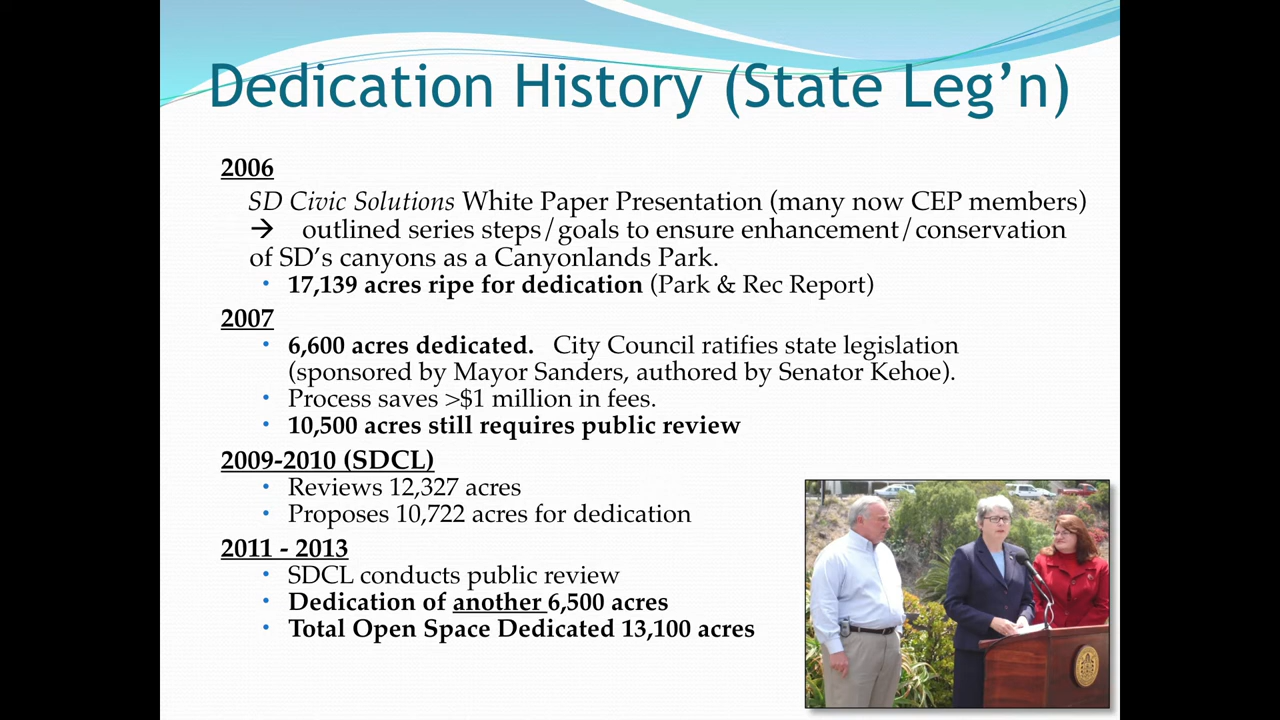 Dedication History (State Leg’n)
2006
SD Civic Solutions White Paper Presentation (many now CEP members)
➔ outlined series steps/goals to ensure enhancement/conservation
of SD’s canyons as a Canyonlands Park.
• 17,139 acres ripe for dedication (Park & Rec Report)
2007
• 6,600 acres dedicated. City Council ratifies state legislation
(sponsored by Mayor Sanders, authored by Senator Kehoe).
• Process saves >$1 million in fees.
• 10,500 acres still requires public review
2009-2010 (SDCL)
• Reviews 12,327 acres
• Proposes 10,722 acres for dedication
2011 - 2013
• SDCL conducts public review
• Dedication of another 6,500 acres
• Total Open Space Dedicated 13,100 acres